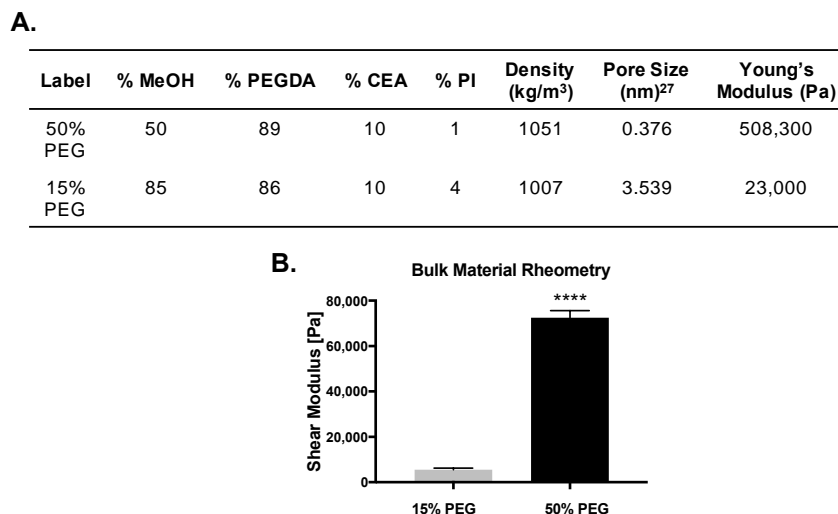 A.
Label % MeOH % PEGDA % CEA % PI Density (kg/m³) Pore Size (nm)²⁷ Young's Modulus (Pa)
50% PEG 50 89 10 1 1051 0.376 508,300
15% PEG 85 86 10 4 1007 3.539 23,000
B.
Bulk Material Rheometry
Shear Modulus [Pa]
80,000
60,000
40,000
20,000
0
****
15% PEG 50% PEG